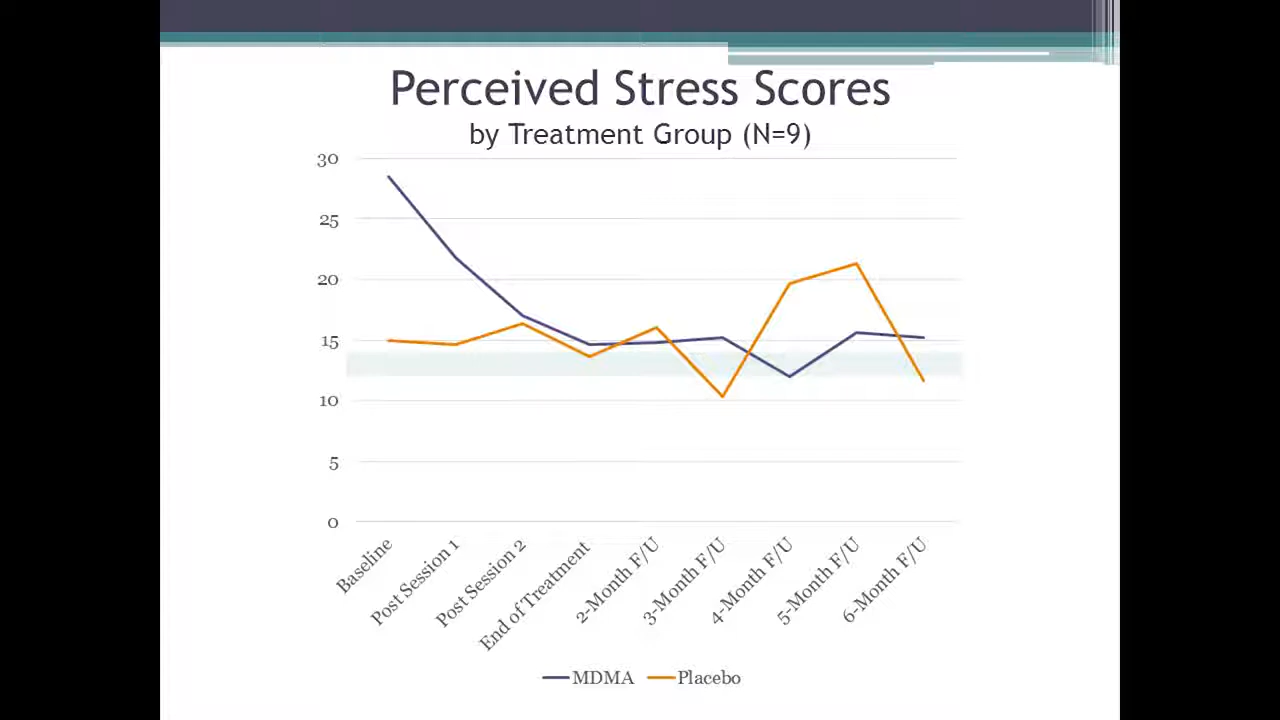 Perceived Stress Scores
by Treatment Group (N=9)
30
25
20
15
10
5
0
Baseline
Post Session 1
Post Session 2
End of Treatment
2-Month F/U
3-Month F/U
4-Month F/U
5-Month F/U
6-Month F/U
MDMA Placebo